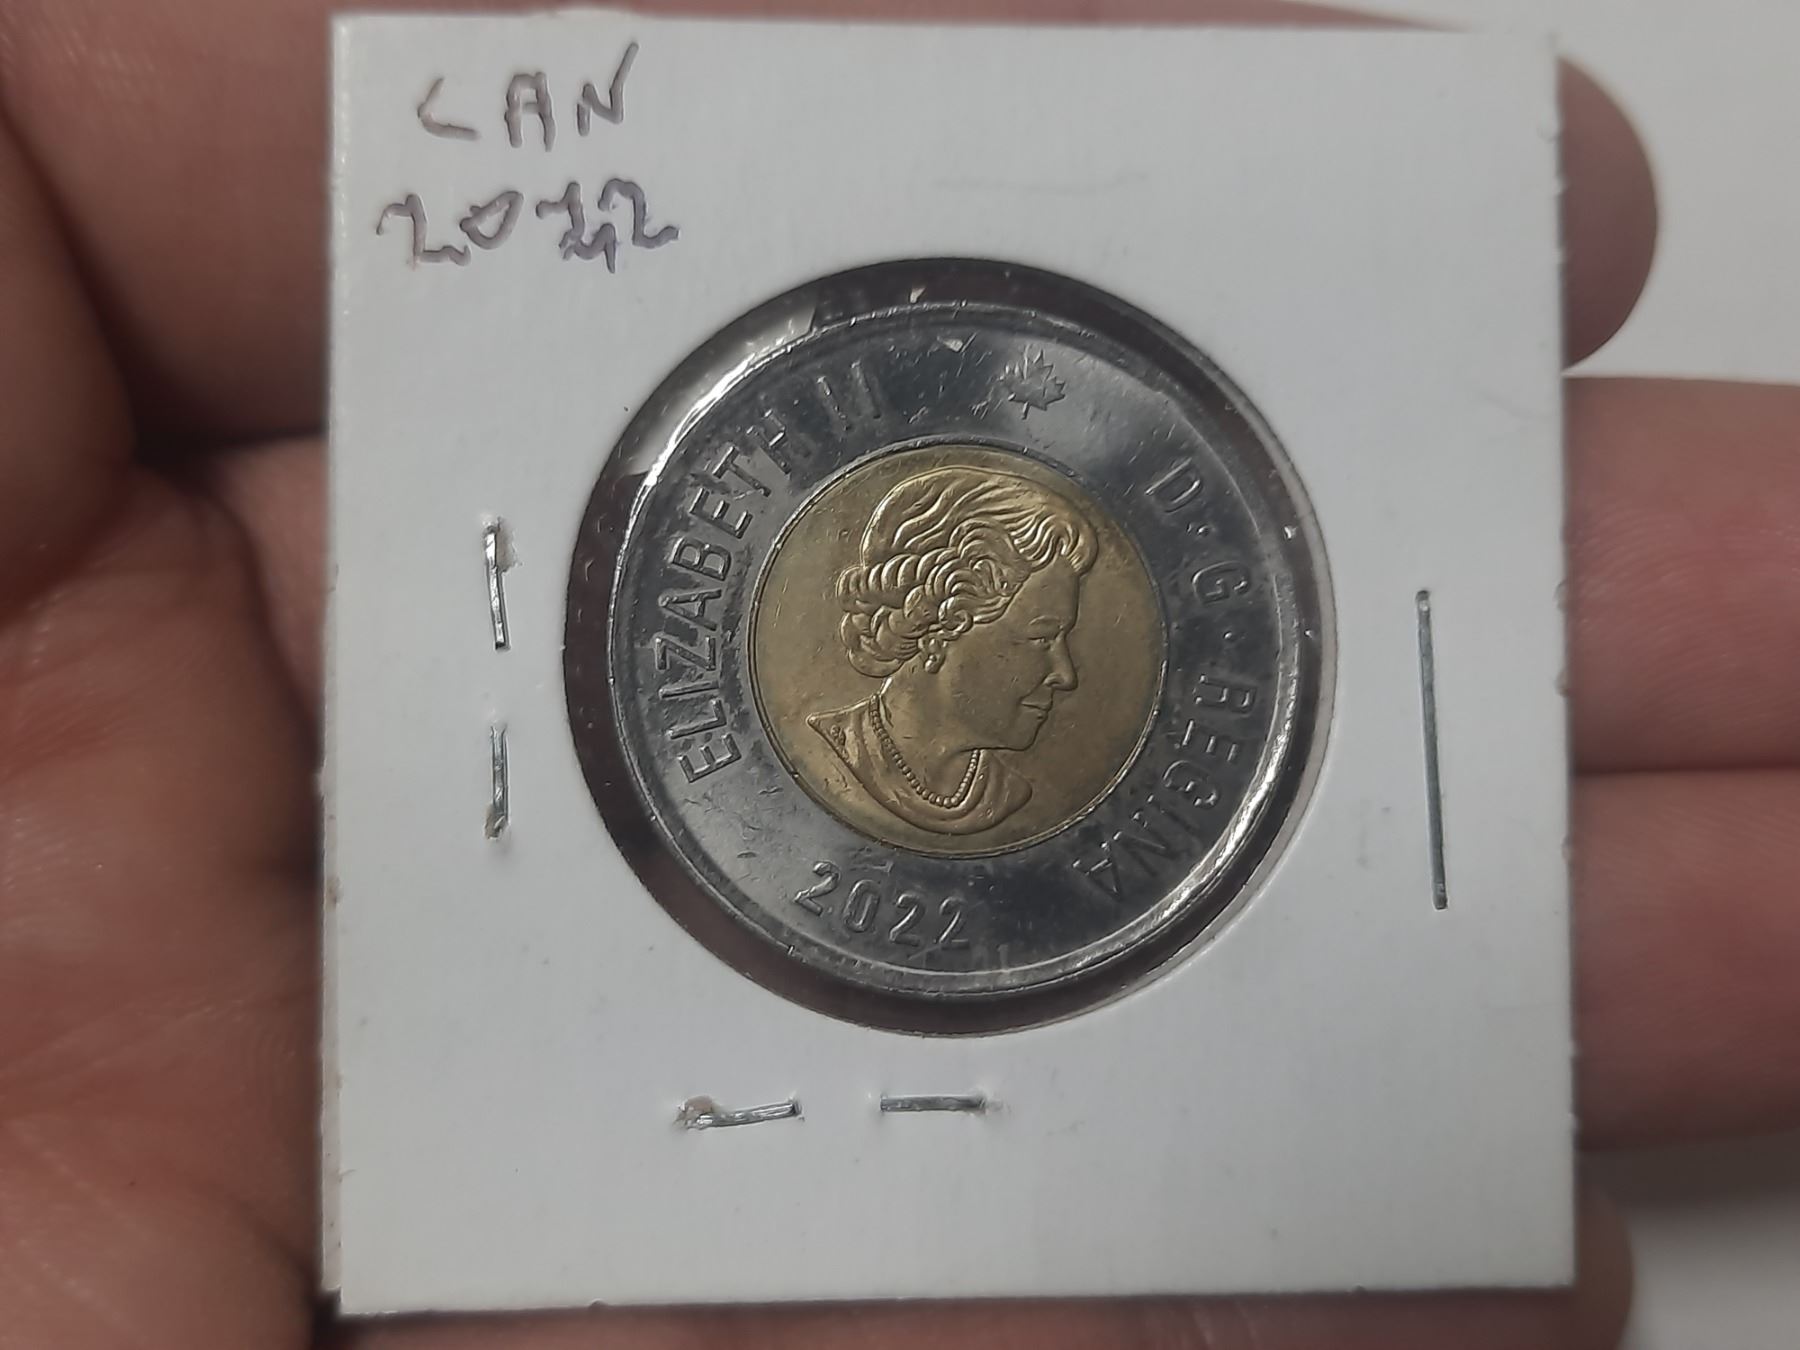 CAN
2022
ELIZABETH II D·G·REGINA
2022